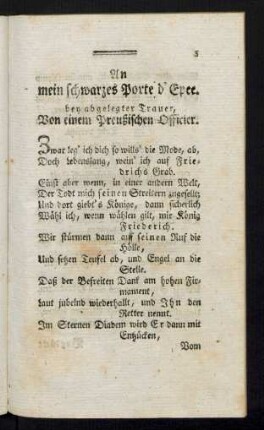 3
An
mein schwarzes Porte d' Epee.
bey abgelegter Trauer,
Von einem Preußischen Officier.
Zwar leg' ich dich so wills' die Mode, ab,
Doch lebenslang, wein' ich auf Frie-
drichs Grab.
Einst aber wenn, in einer andern Welt,
Der Tod mich seinen Streitern zugesellt;
Und dort giebt's Könige, dann sicherlich
Wähl ich, wenn wählen gilt, mir König
Friederich.
Wir stürmen dann auf seinen Ruf die
Hölle,
Und setzen Teufel ab, und Engel an die
Stelle.
Daß der Befreiten Dank am hohen Fir-
mament,
Laut jubelnd wiederhallt, und Ihn den
Retter nennt.
Im Sternen Diadem wird Er dann mit
Entzücken,
Vom